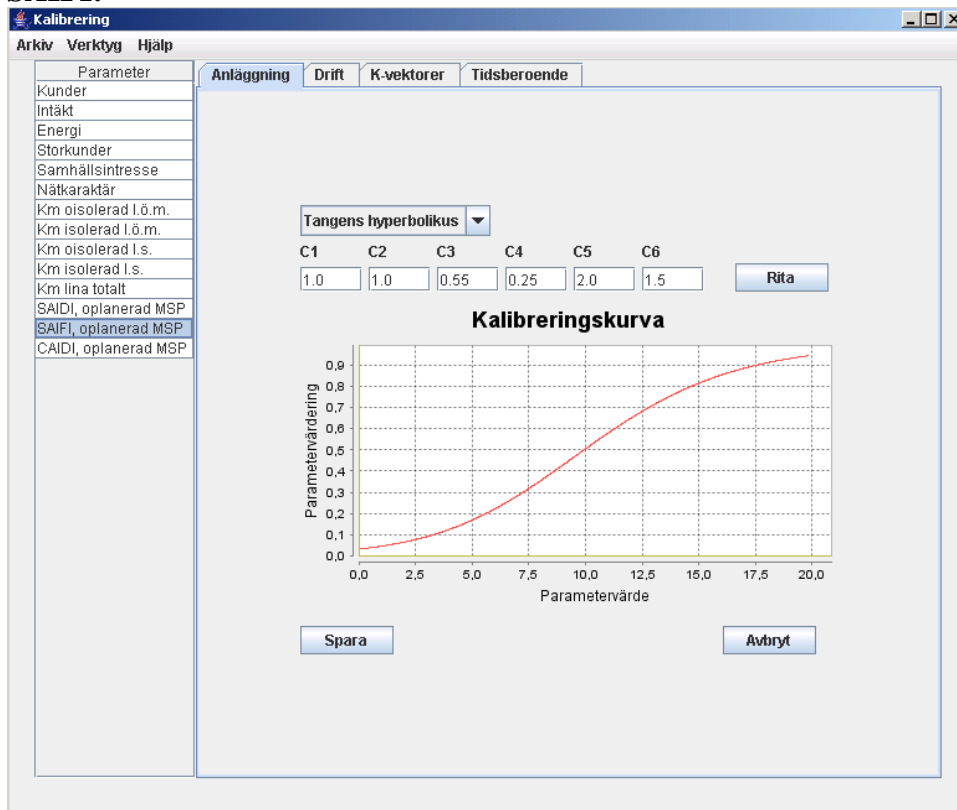 Kalibrering
Arkiv Verktyg Hjälp
Parameter
Kunder
Intäkt
Energi
Storkunder
Samhällsintresse
Nätkaraktär
Km oisolerad l.ö.m.
Km isolerad l.ö.m.
Km oisolerad l.s.
Km isolerad l.s.
Km lina totalt
SAIDI, oplanerad MSP
SAIFI, oplanerad MSP
CAIDI, oplanerad MSP
Anläggning Drift K-vektorer Tidsberoende
Tangens hyperbolikus
C1 C2 C3 C4 C5 C6
1.0 1.0 0.55 0.25 2.0 1.5 Rita
Kalibreringskurva
Parametervärdering
0,9
0,8
0,7
0,6
0,5
0,4
0,3
0,2
0,1
0,0
0,0 2,5 5,0 7,5 10,0 12,5 15,0 17,5 20,0
Parametervärde
Spara Avbryt